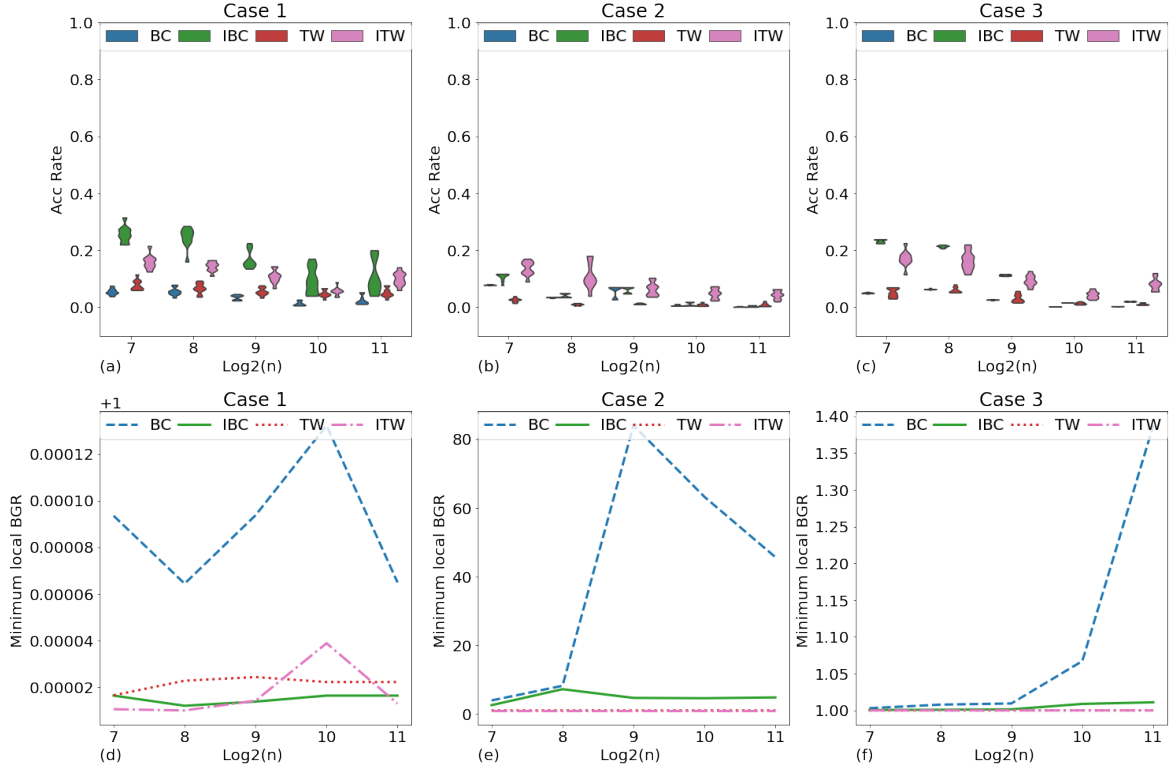 Case 1
BC IBC TW ITW
1.0
0.8
0.6
0.4
0.2
0.0
Acc Rate
7 8 9 10 11
(a) Log2(n)
Case 2
BC IBC TW ITW
1.0
0.8
0.6
0.4
0.2
0.0
Acc Rate
7 8 9 10 11
(b) Log2(n)
Case 3
BC IBC TW ITW
1.0
0.8
0.6
0.4
0.2
0.0
Acc Rate
7 8 9 10 11
(c) Log2(n)
Case 1
+1
BC IBC TW ITW
0.00012
0.00010
0.00008
0.00006
0.00004
0.00002
Minimum local BGR
7 8 9 10 11
(d) Log2(n)
Case 2
BC IBC TW ITW
80
60
40
20
0
Minimum local BGR
7 8 9 10 11
(e) Log2(n)
Case 3
BC IBC TW ITW
1.40
1.35
1.30
1.25
1.20
1.15
1.10
1.05
1.00
Minimum local BGR
7 8 9 10 11
(f) Log2(n)